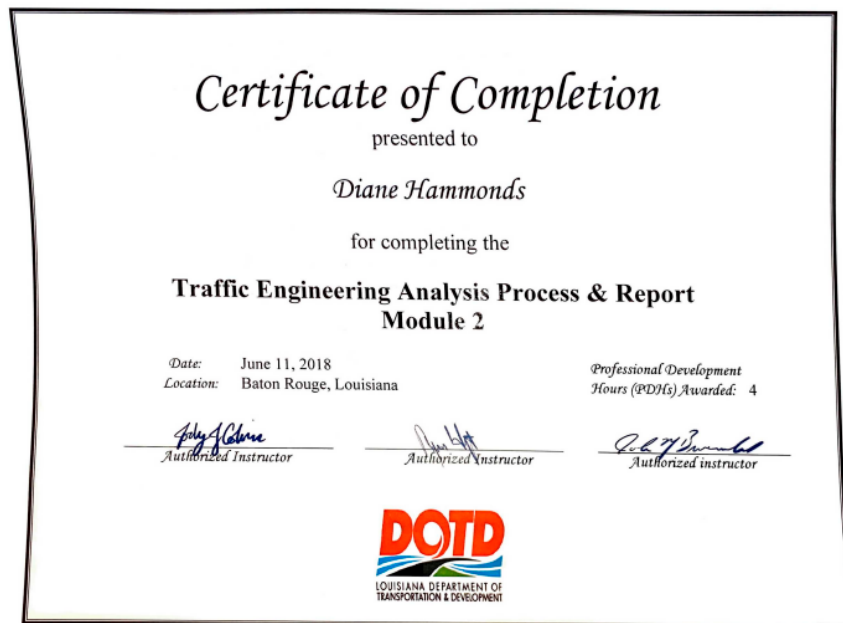 Certificate of Completion
presented to
Diane Hammonds
for completing the
Traffic Engineering Analysis Process & Report
Module 2
Date: June 11, 2018
Location: Baton Rouge, Louisiana
Professional Development
Hours (PDHs) Awarded: 4
Authorized Instructor
Authorized Instructor
Authorized instructor
DOTD
LOUISIANA DEPARTMENT OF
TRANSPORTATION & DEVELOPMENT